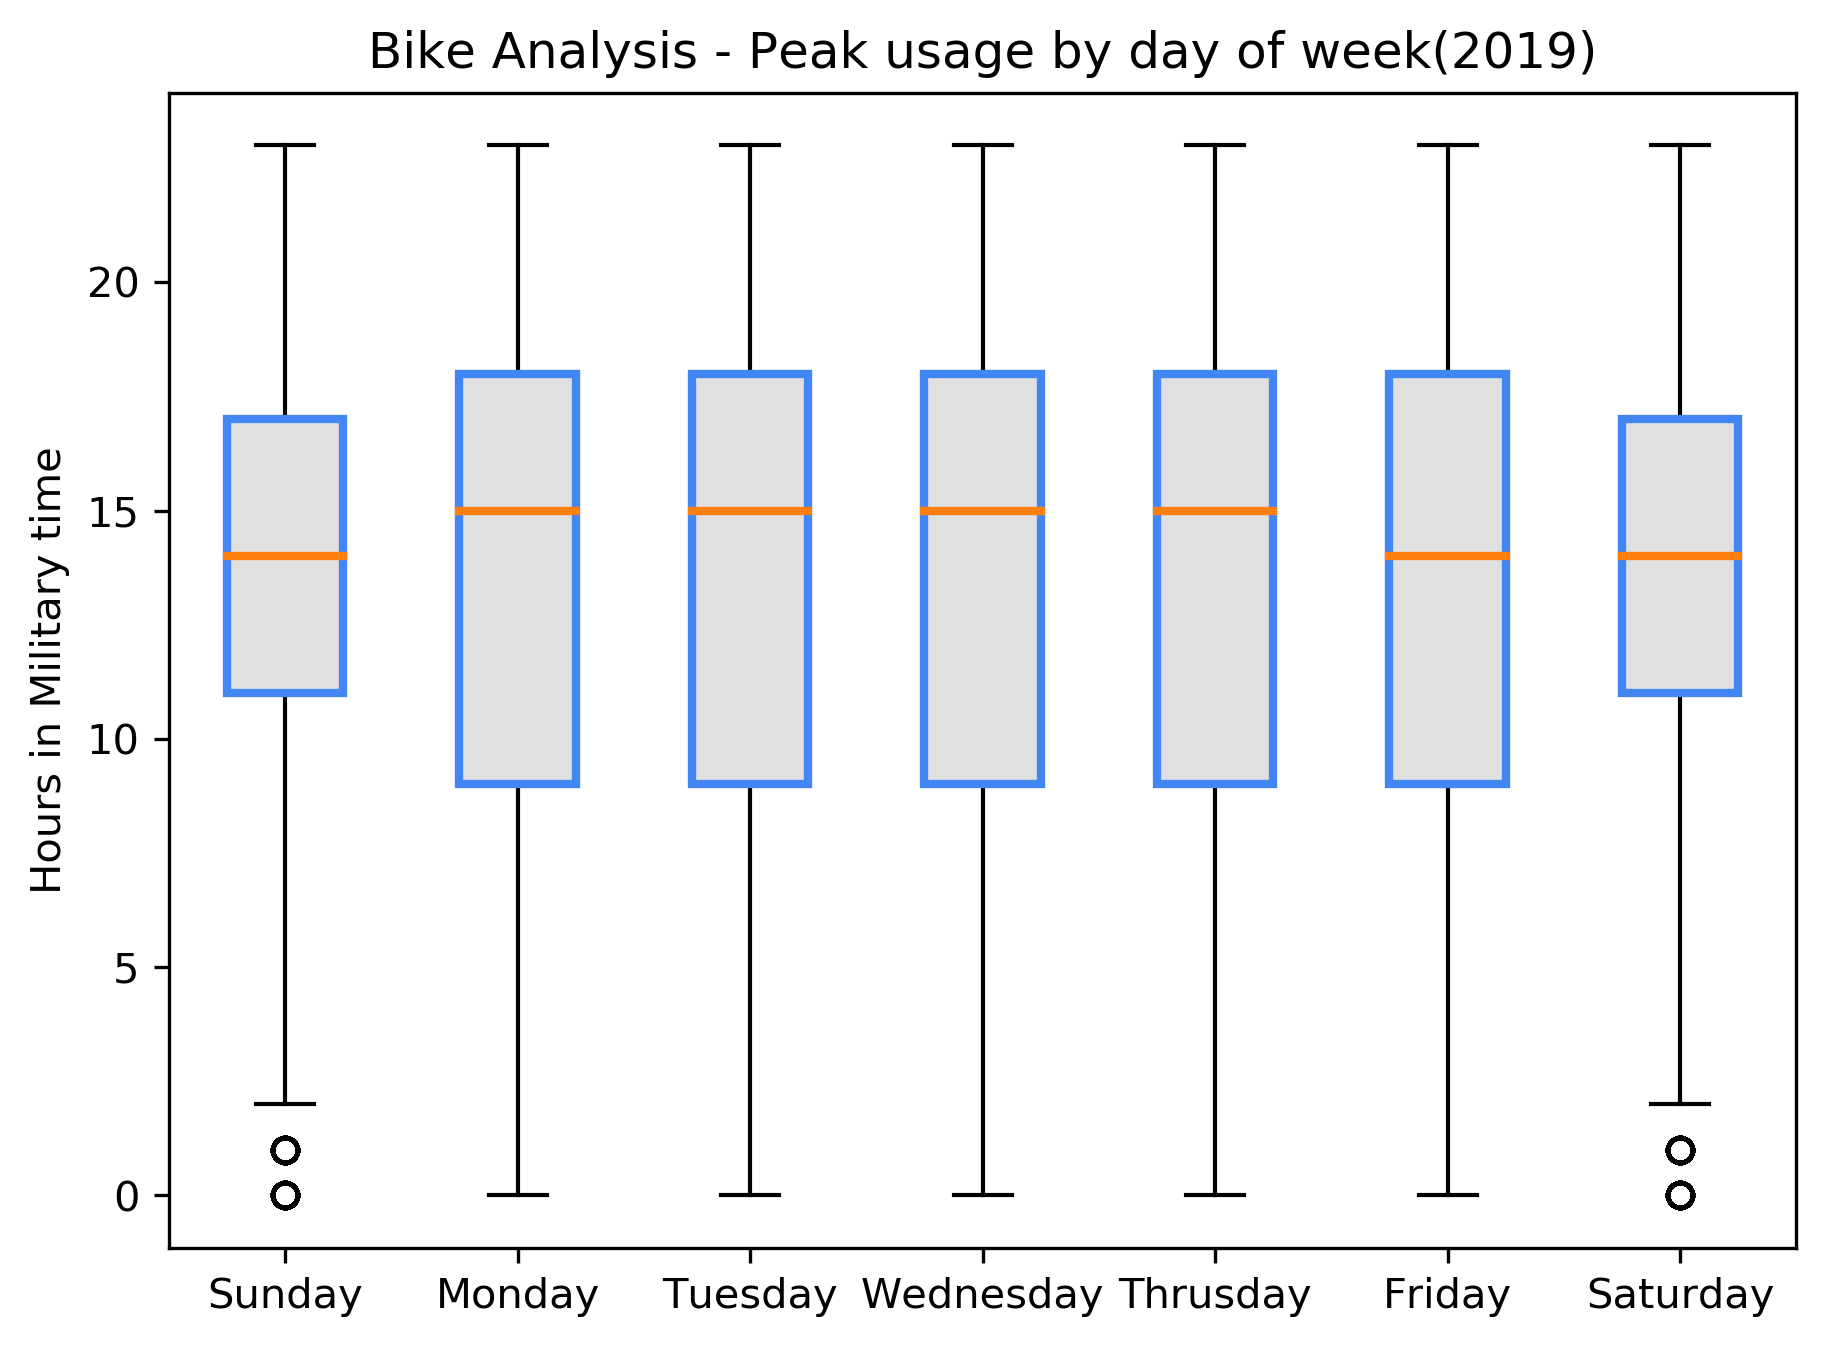 Bike Analysis - Peak usage by day of week(2019)
Hours in Military time
20
15
10
5
0
Sunday Monday Tuesday Wednesday Thrusday Friday Saturday